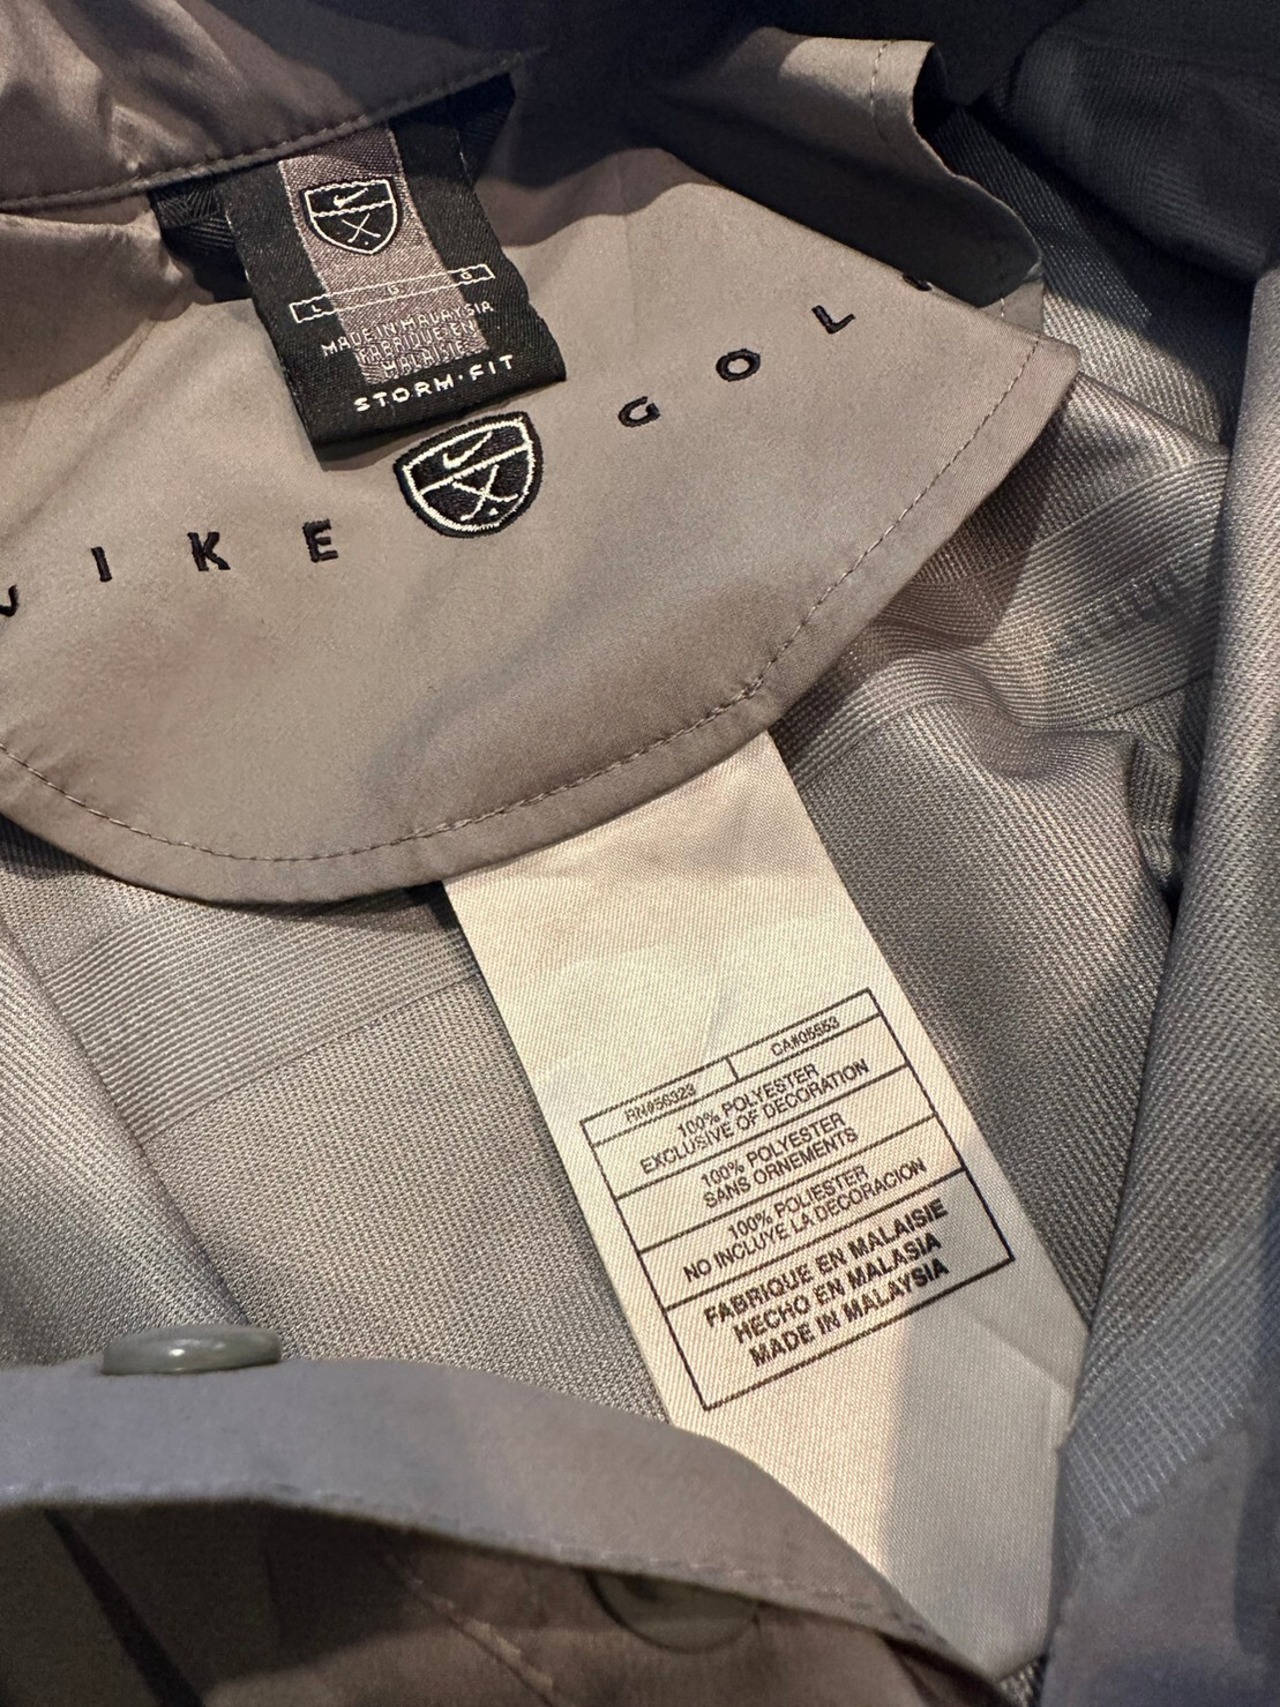 L G G
MADE IN MALAYSIA
FABRIQUE EN
MALAISIE
STORM•FIT
NIKE GOL
RN#56323 CA#05553
100% POLYESTER
EXCLUSIVE OF DECORATION
100% POLYESTER
SANS ORNEMENTS
100% POLIESTER
NO INCLUYE LA DECORACION
FABRIQUE EN MALAISIE
HECHO EN MALASIA
MADE IN MALAYSIA